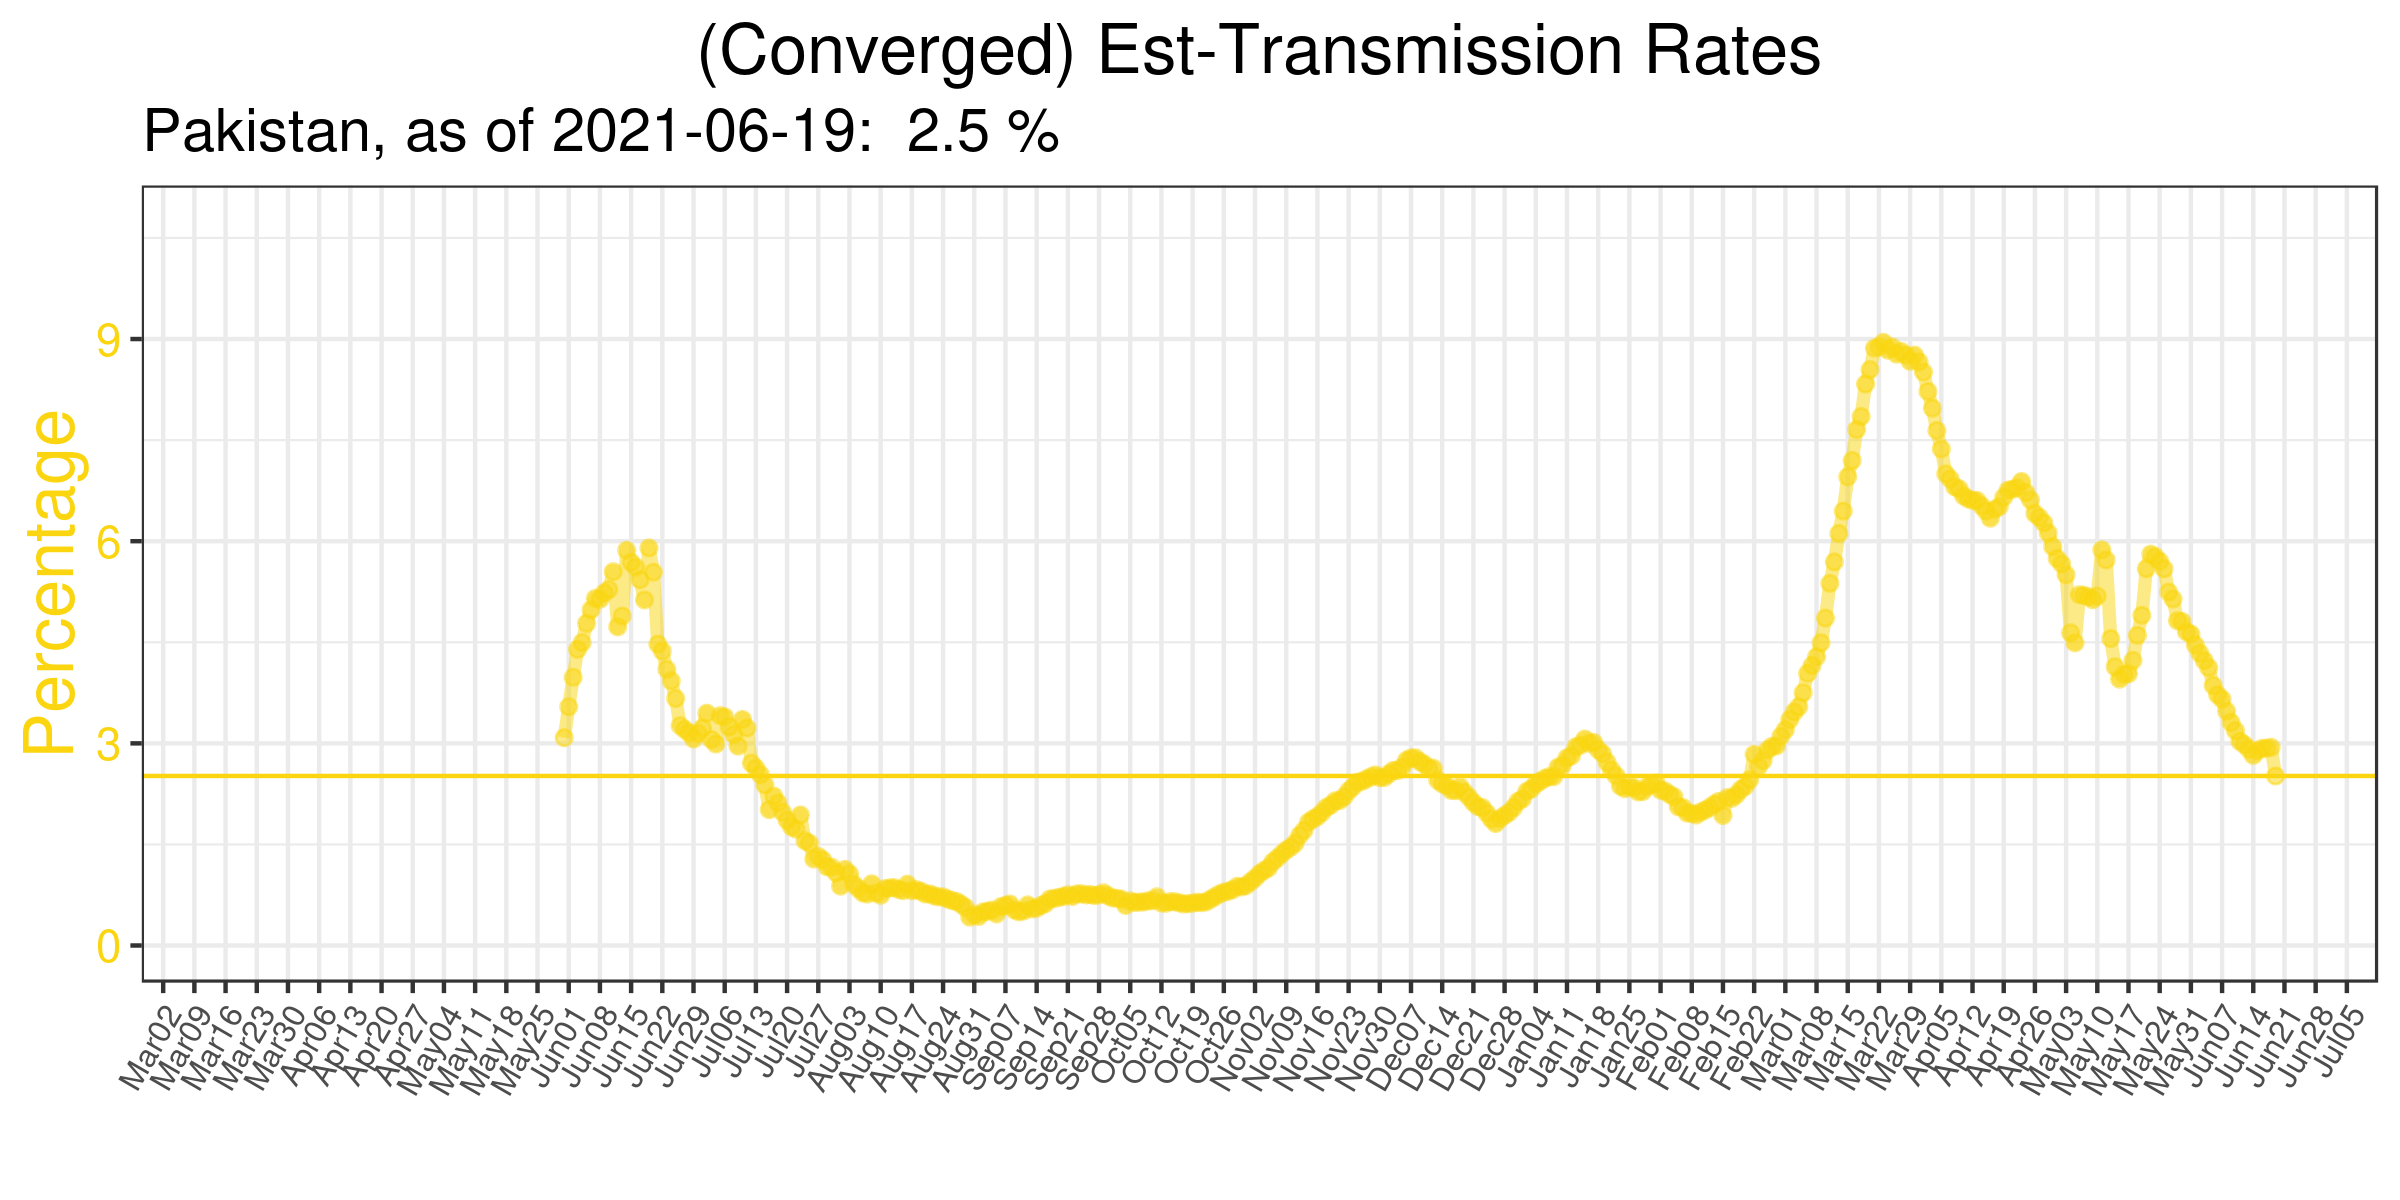 (Converged) Est-Transmission Rates
Pakistan, as of 2021-06-19:  2.5 %
Percentage
9
6
3
0
Mar02
Mar09
Mar16
Mar23
Mar30
Apr06
Apr13
Apr20
Apr27
May04
May11
May18
May25
Jun01
Jun08
Jun15
Jun22
Jun29
Jul06
Jul13
Jul20
Jul27
Aug03
Aug10
Aug17
Aug24
Aug31
Sep07
Sep14
Sep21
Sep28
Oct05
Oct12
Oct19
Oct26
Nov02
Nov09
Nov16
Nov23
Nov30
Dec07
Dec14
Dec21
Dec28
Jan04
Jan11
Jan18
Jan25
Feb01
Feb08
Feb15
Feb22
Mar01
Mar08
Mar15
Mar22
Mar29
Apr05
Apr12
Apr19
Apr26
May03
May10
May17
May24
May31
Jun07
Jun14
Jun21
Jun28
Jul05